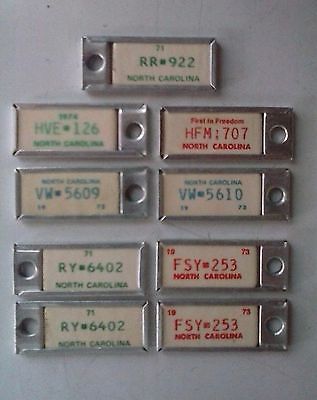 71
RR▪922
NORTH CAROLINA
1974
HVE▪126
NORTH CAROLINA
First in Freedom
HFM:707
NORTH CAROLINA
NORTH CAROLINA
VW▪5609
19 73
NORTH CAROLINA
VW▪5610
19 73
71
RY▪6402
NORTH CAROLINA
19 73
FSY▪253
NORTH CAROLINA
71
RY▪6402
NORTH CAROLINA
19 73
FSY▪253
NORTH CAROLINA